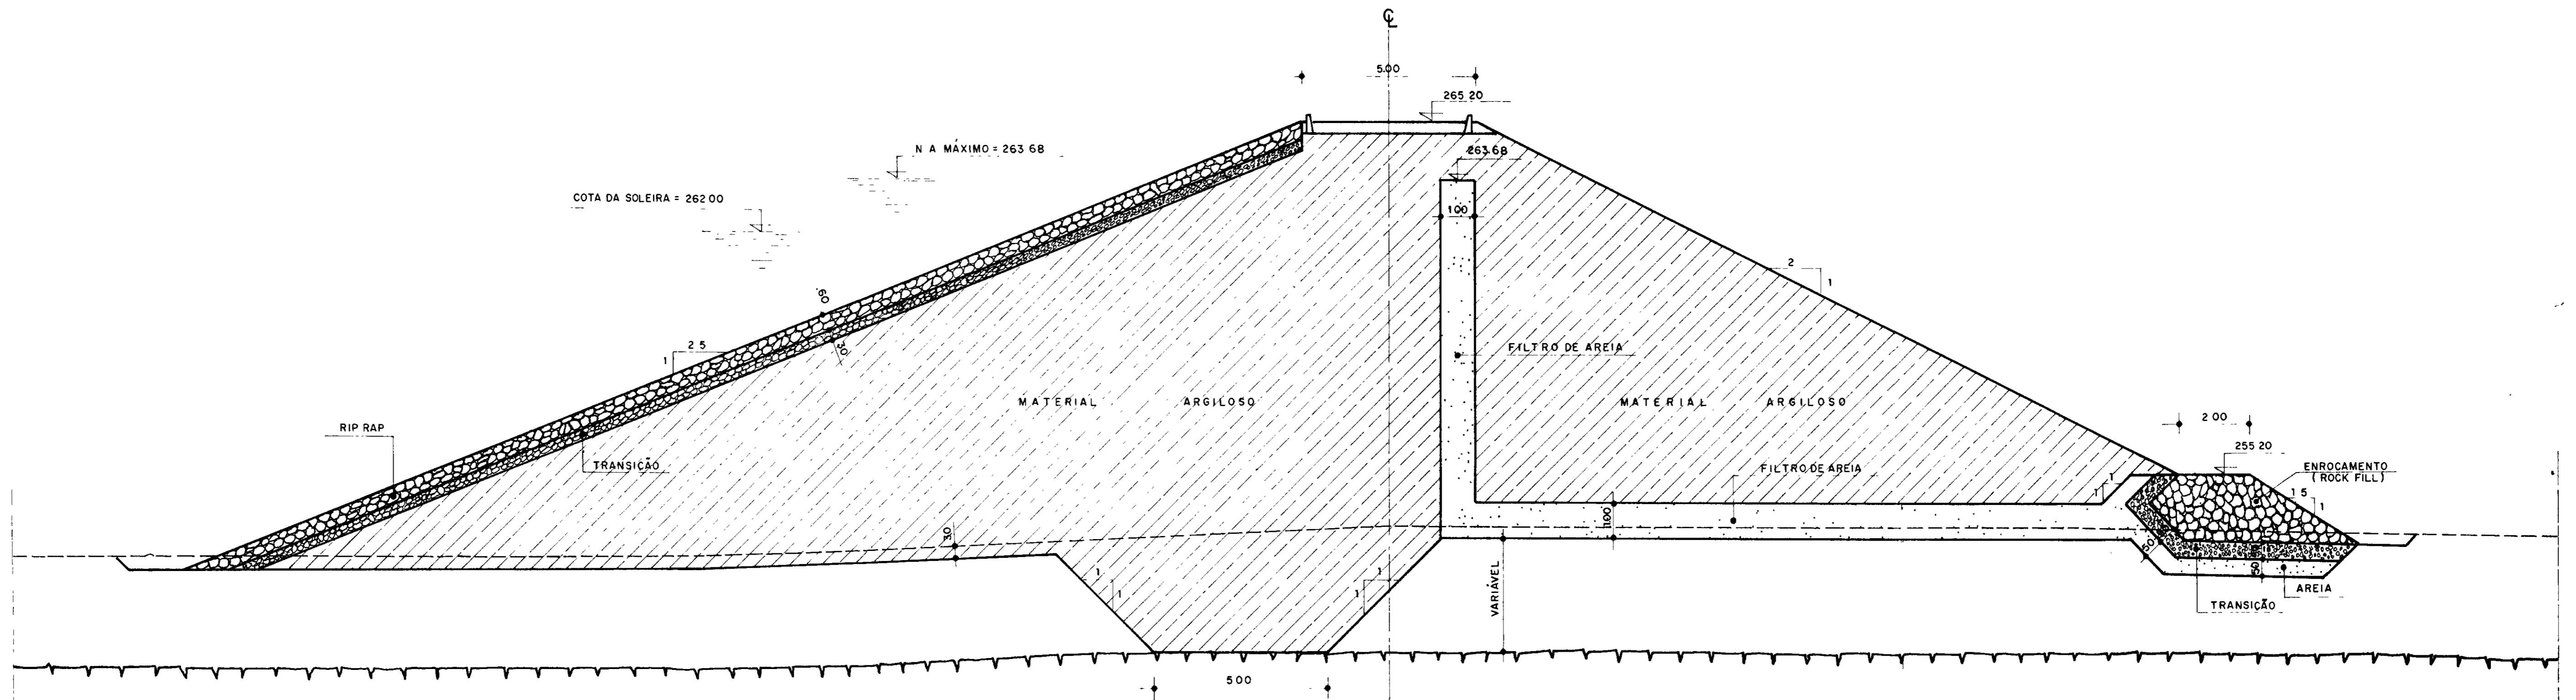 ℄
5.00
265 20
N A MÁXIMO = 263 68
263.68
COTA DA SOLEIRA = 262 00
1.00
2
1
.60
.30
2 5
1
FILTRO DE AREIA
MATERIAL ARGILOSO
MATERIAL ARGILOSO
2 00
RIP RAP
255 20
TRANSIÇÃO
FILTRO DE AREIA
ENROCAMENTO
(ROCK FILL)
1
1
1 5
1
1.00
.30
.50
.50
1
1
1
1
VARIÁVEL
AREIA
TRANSIÇÃO
5 00